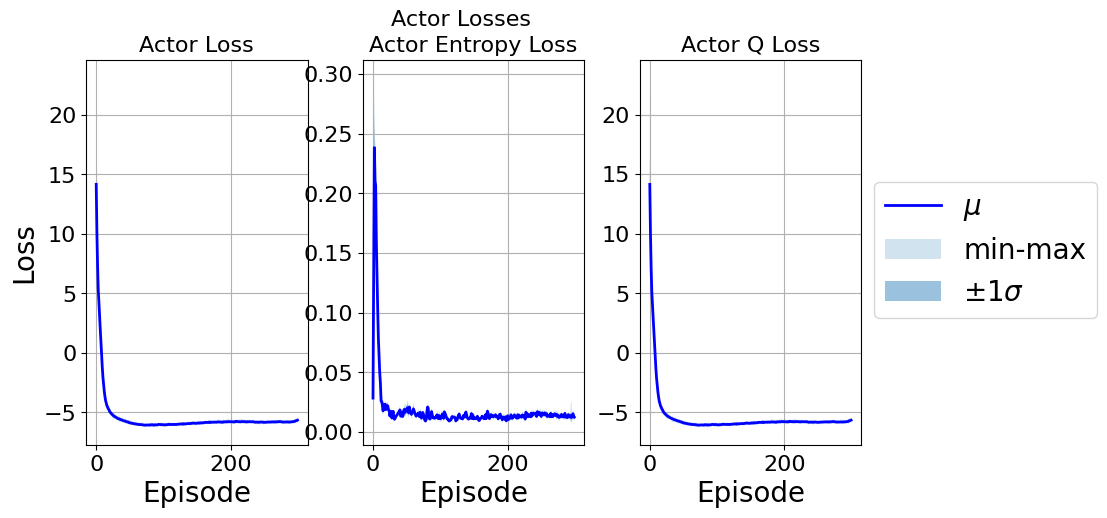 Actor Losses
Actor Loss
Actor Entropy Loss
Actor Q Loss
Loss
20
15
10
5
0
−5
0
200
Episode
0.30
0.25
0.20
0.15
0.10
0.05
0.00
0
200
Episode
20
15
10
5
0
−5
0
200
Episode
μ
min-max
±1σ